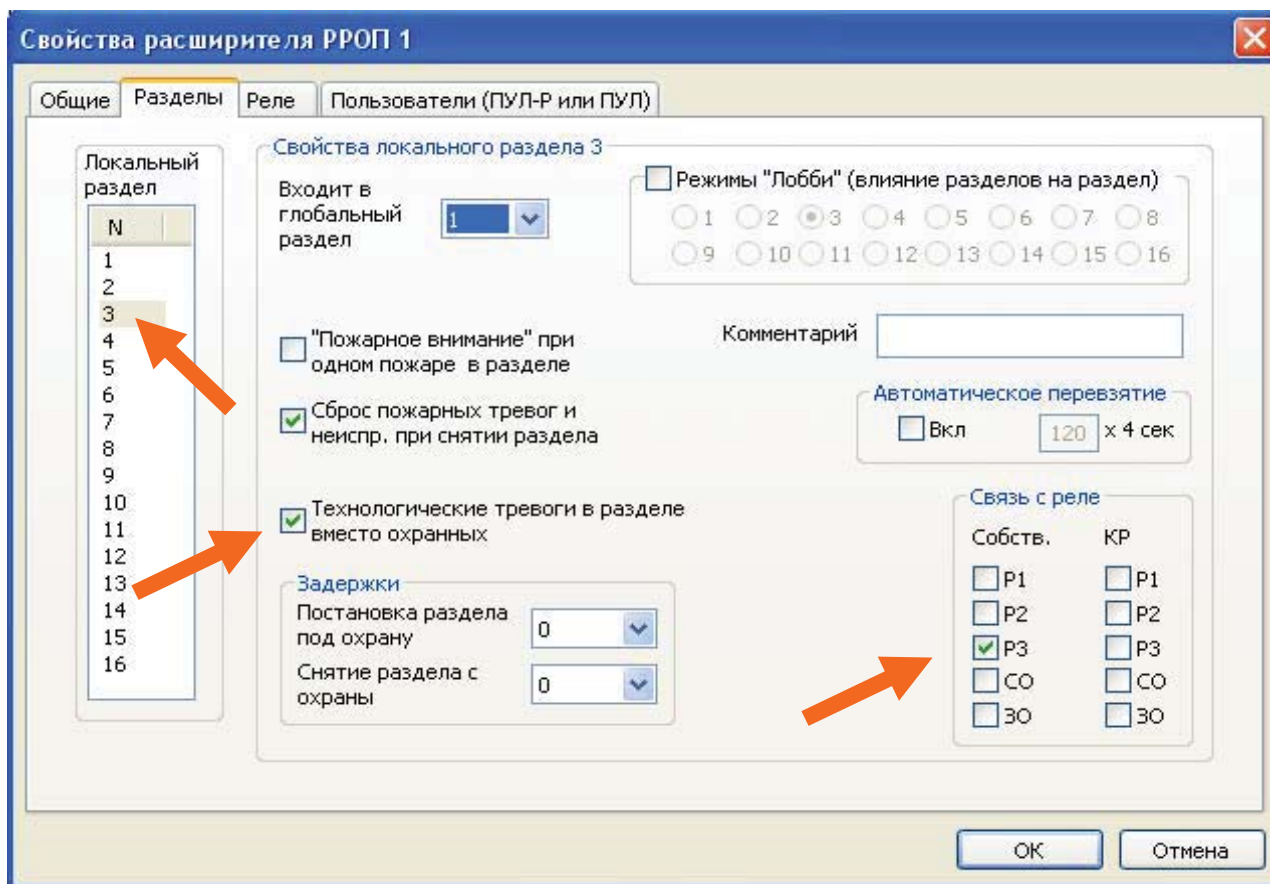 Свойства расширителя РРОП 1
Общие
Разделы
Реле
Пользователи (ПУЛ-Р или ПУЛ)
Локальный
раздел
N
1
2
3
4
5
6
7
8
9
10
11
12
13
14
15
16
Свойства локального раздела 3
Входит в
глобальный
раздел
1
Режимы "Лобби" (влияние разделов на раздел)
1 2 3 4 5 6 7 8
9 10 11 12 13 14 15 16
"Пожарное внимание" при
одном пожаре в разделе
Комментарий
Сброс пожарных тревог и
неиспр. при снятии раздела
Автоматическое перевзятие
Вкл 120 x 4 сек
Технологические тревоги в разделе
вместо охранных
Задержки
Постановка раздела
под охрану
0
Снятие раздела с
охраны
0
Связь с реле
Собств. КР
Р1 Р1
Р2 Р2
Р3 Р3
СО СО
ЗО ЗО
ОК
Отмена